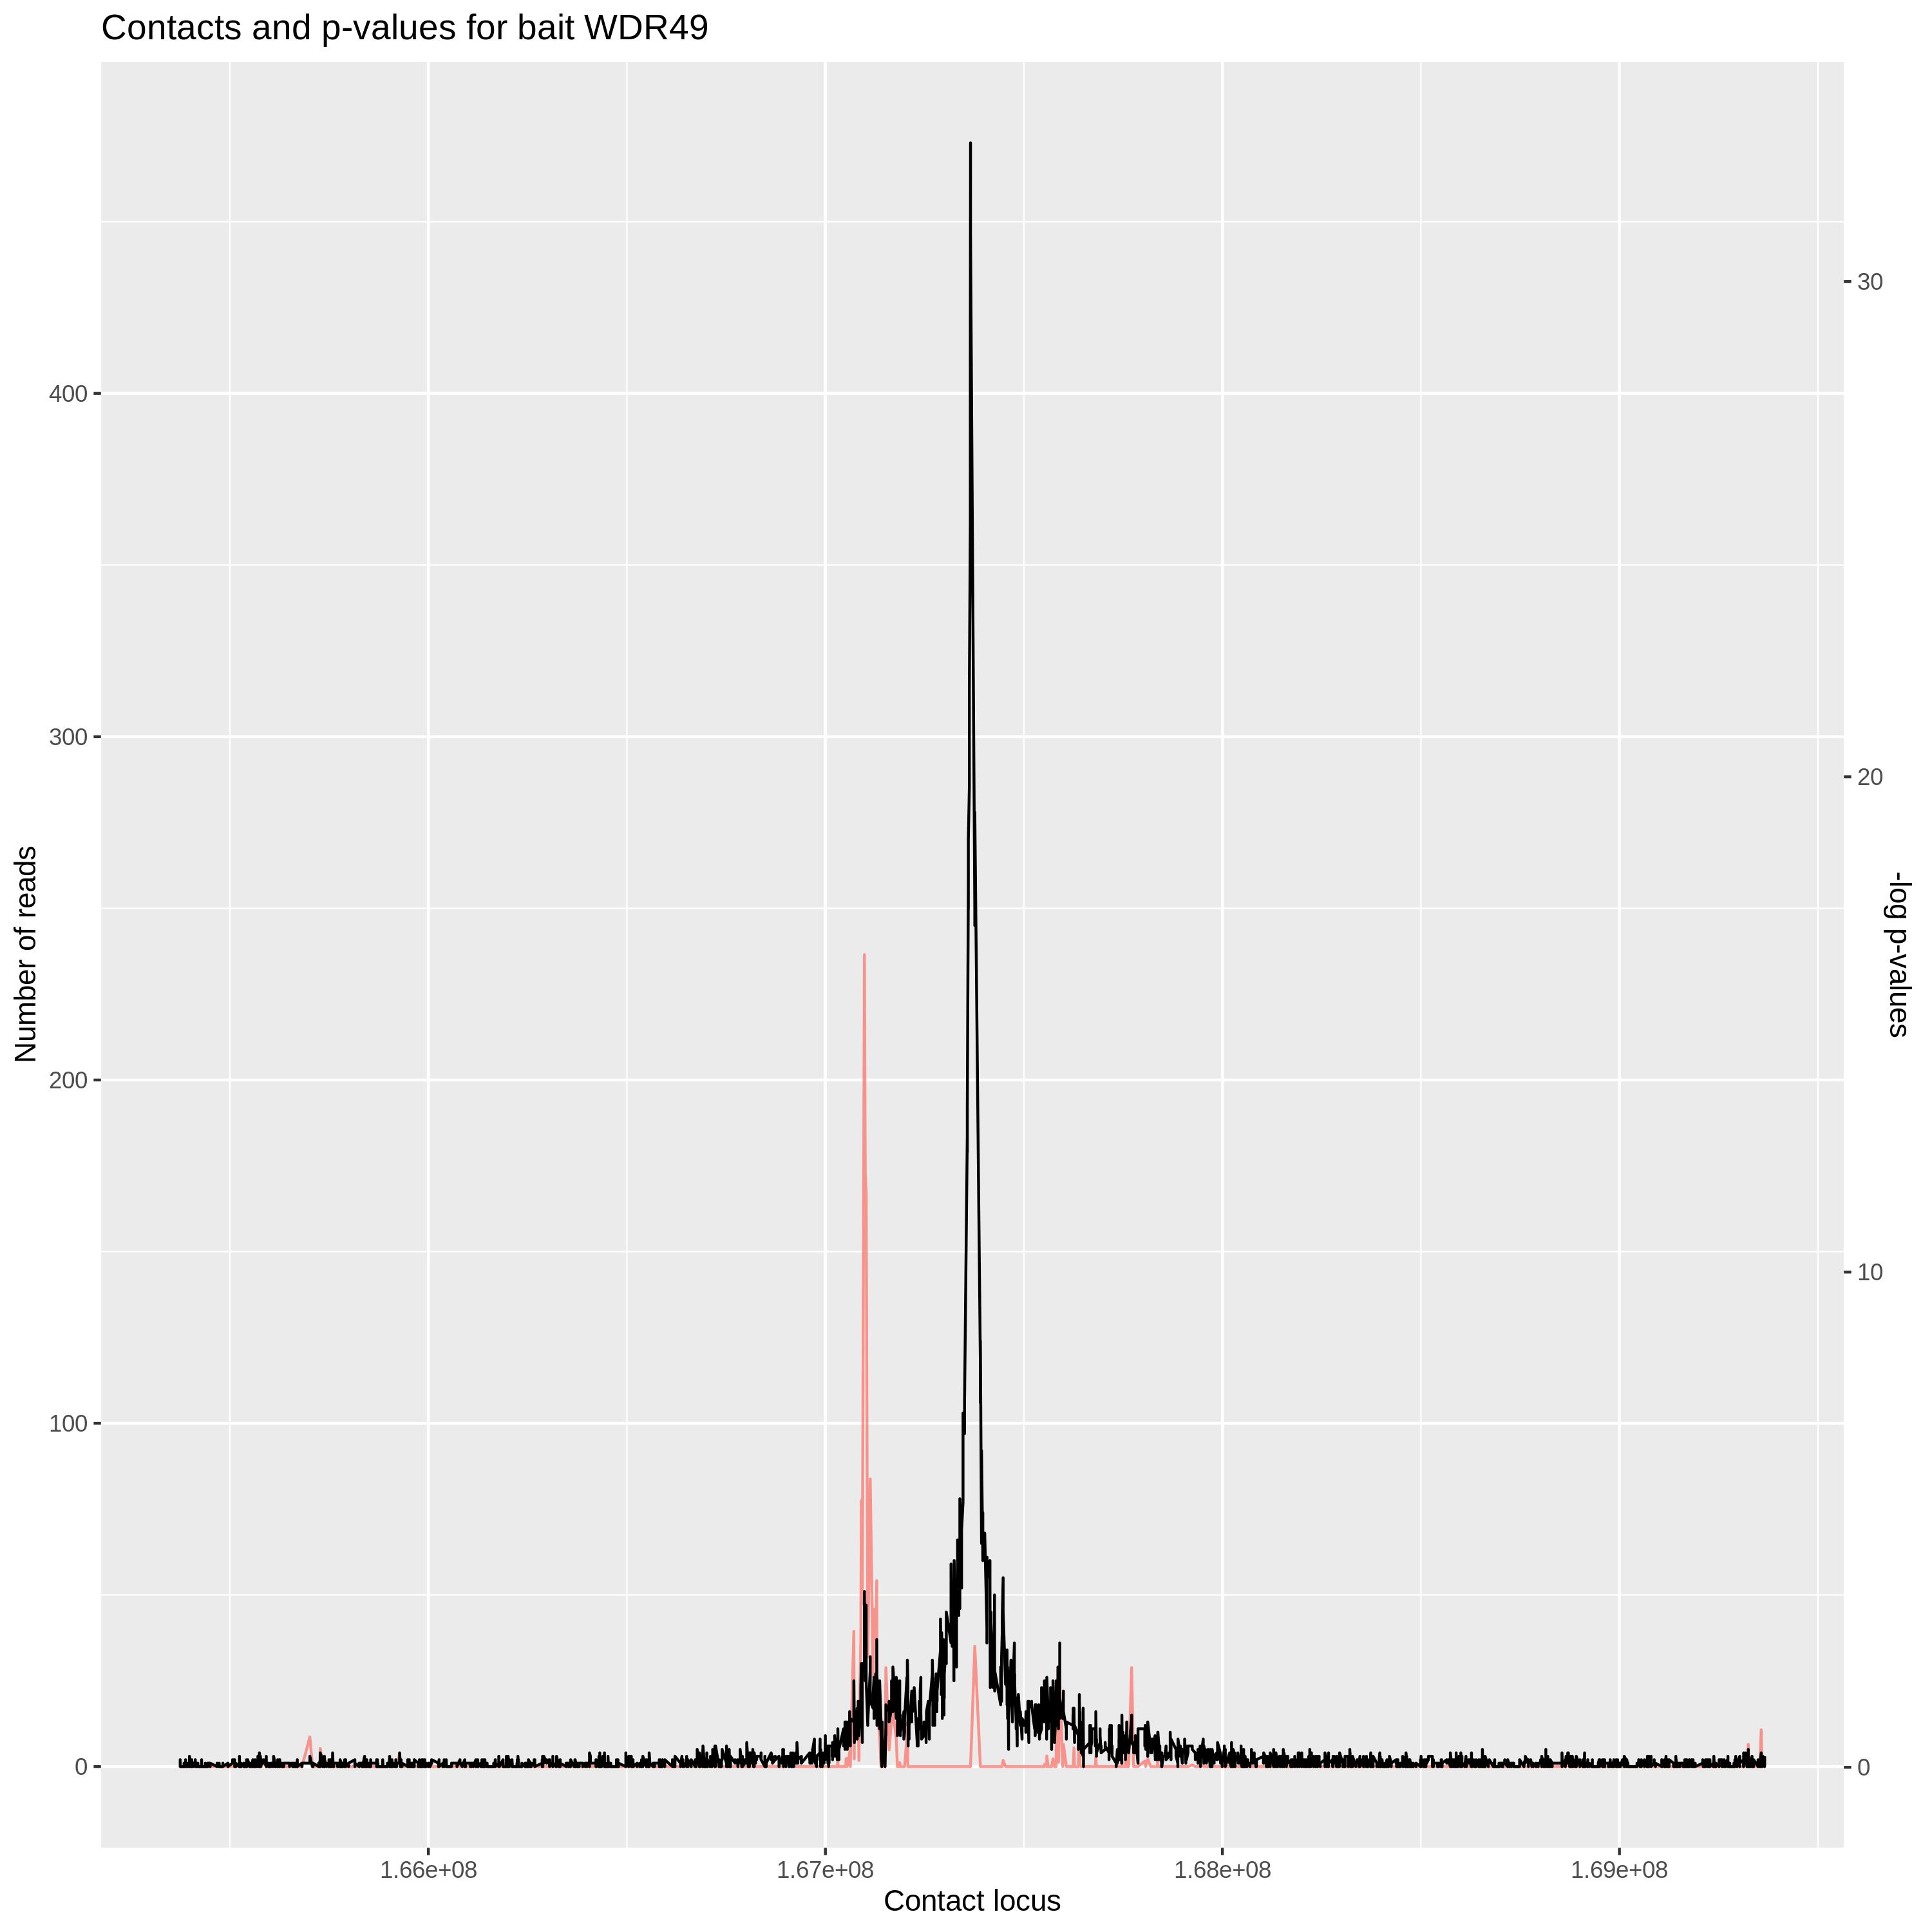 Contacts and p-values for bait WDR49
400
300
200
100
0
Number of reads
30
20
10
0
-log p-values
1.66e+08
1.67e+08
1.68e+08
1.69e+08
Contact locus